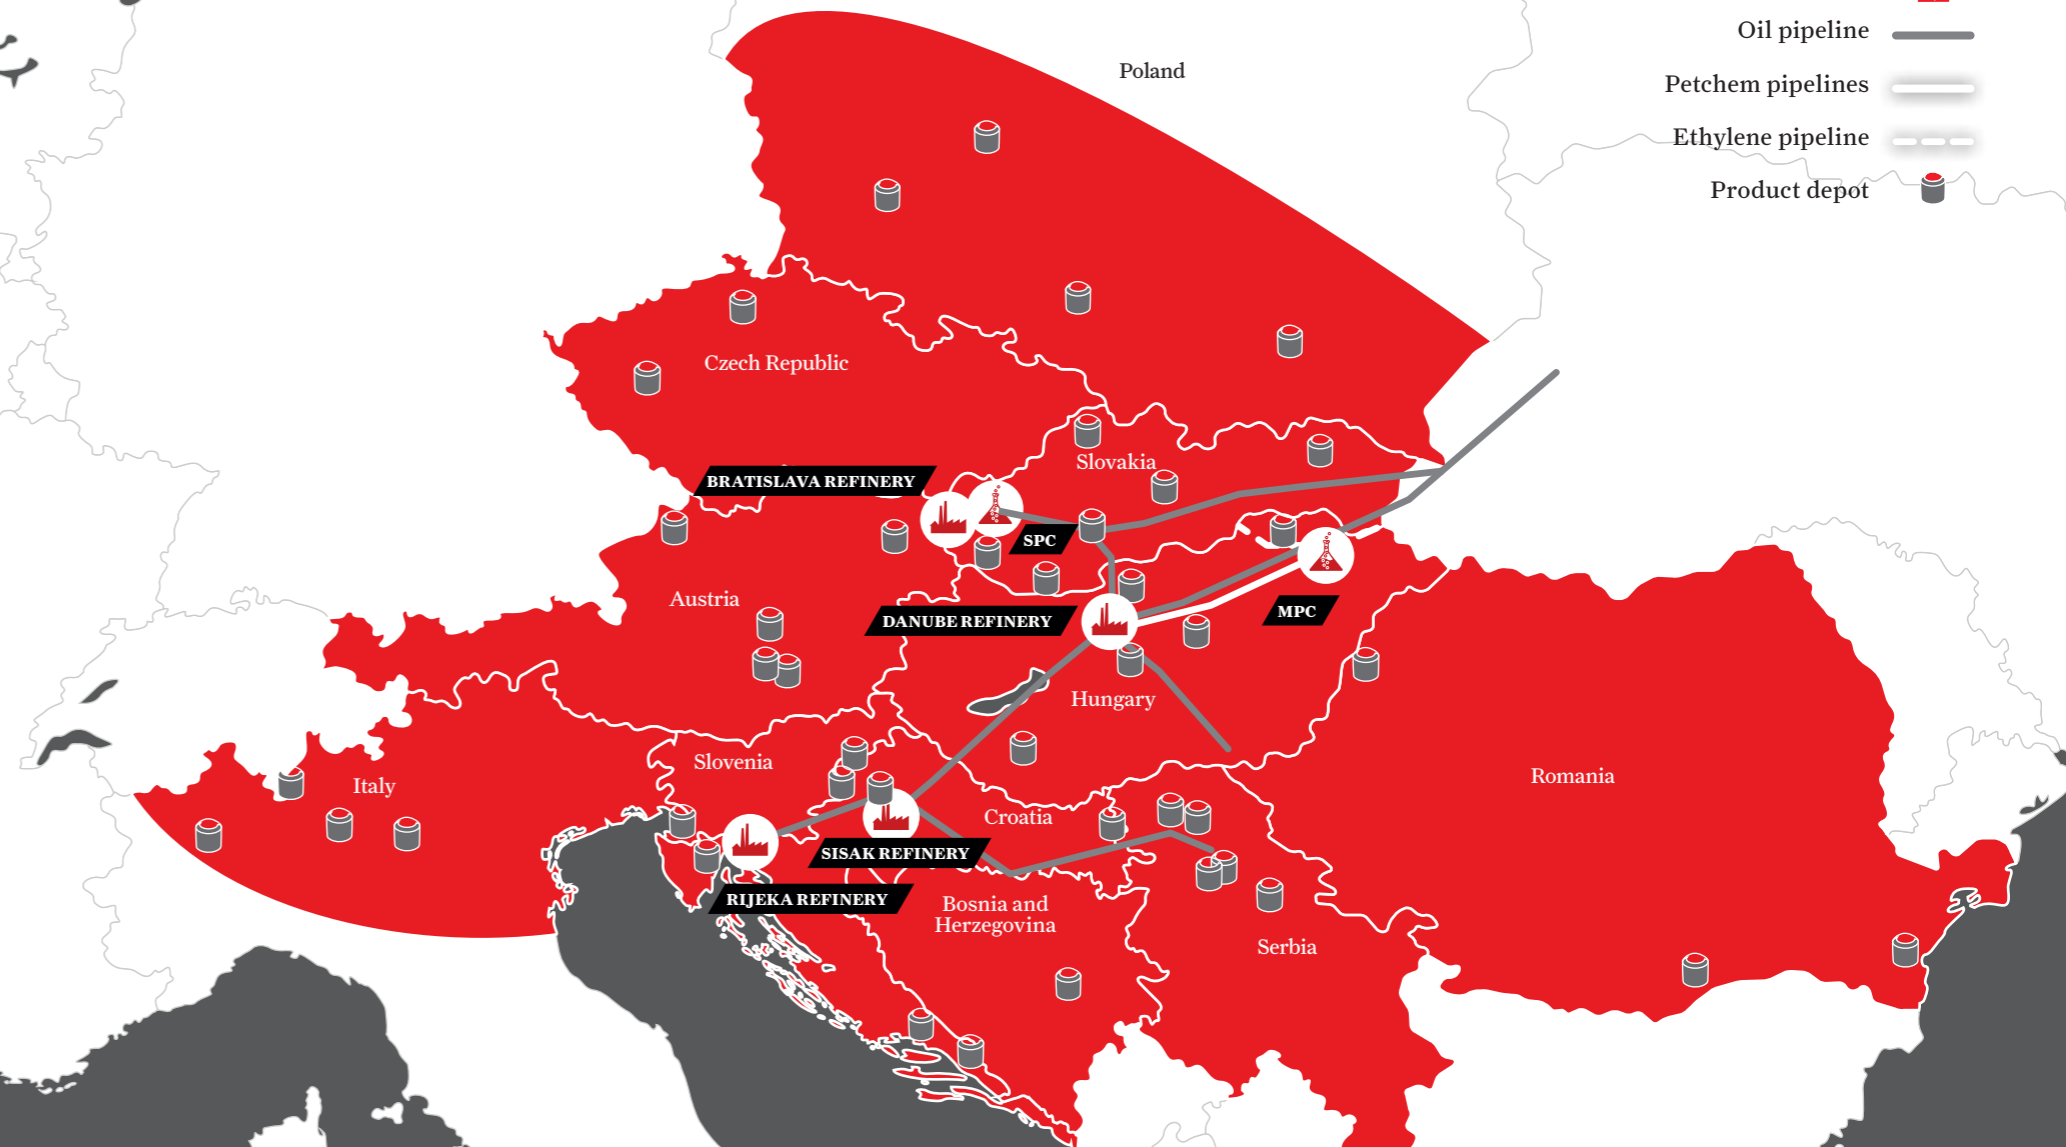 Oil pipeline
Poland
Petchem pipelines
Ethylene pipeline
Product depot
Czech Republic
Slovakia
BRATISLAVA REFINERY
SPC
Austria
MPC
DANUBE REFINERY
Hungary
Slovenia
Romania
Italy
Croatia
SISAK REFINERY
RIJEKA REFINERY
Bosnia and
Herzegovina
Serbia